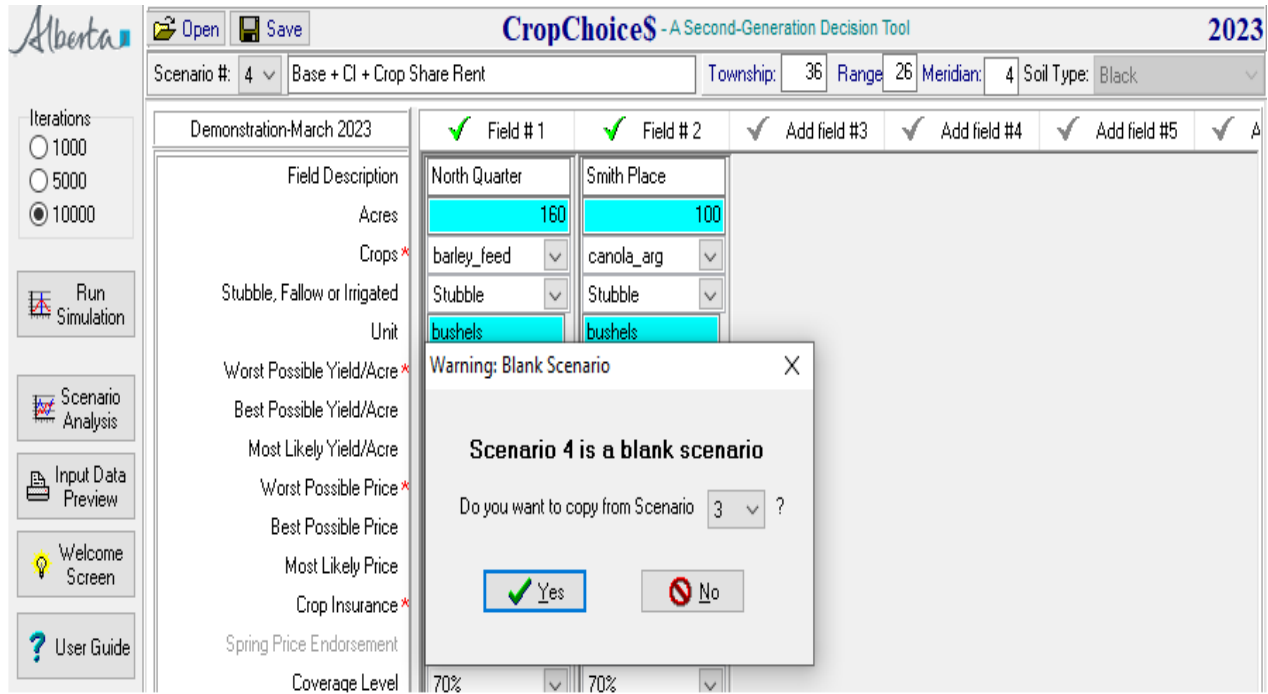 Alberta
Open Save CropChoice$ - A Second-Generation Decision Tool 2023
Scenario #: 4 Base + CI + Crop Share Rent Township: 36 Range 26 Meridian: 4 Soil Type: Black
Iterations
1000
5000
10000
Run
Simulation
Scenario
Analysis
Input Data
Preview
Welcome
Screen
User Guide
Demonstration-March 2023 Field # 1 Field # 2 Add field #3 Add field #4 Add field #5 A
Field Description North Quarter Smith Place
Acres 160 100
Crops * barley_feed canola_arg
Stubble, Fallow or Irrigated Stubble Stubble
Unit bushels bushels
Worst Possible Yield/Acre *
Best Possible Yield/Acre
Most Likely Yield/Acre
Worst Possible Price *
Best Possible Price
Most Likely Price
Crop Insurance *
Spring Price Endorsement
Coverage Level 70% 70%
Warning: Blank Scenario
Scenario 4 is a blank scenario
Do you want to copy from Scenario 3 ?
Yes No